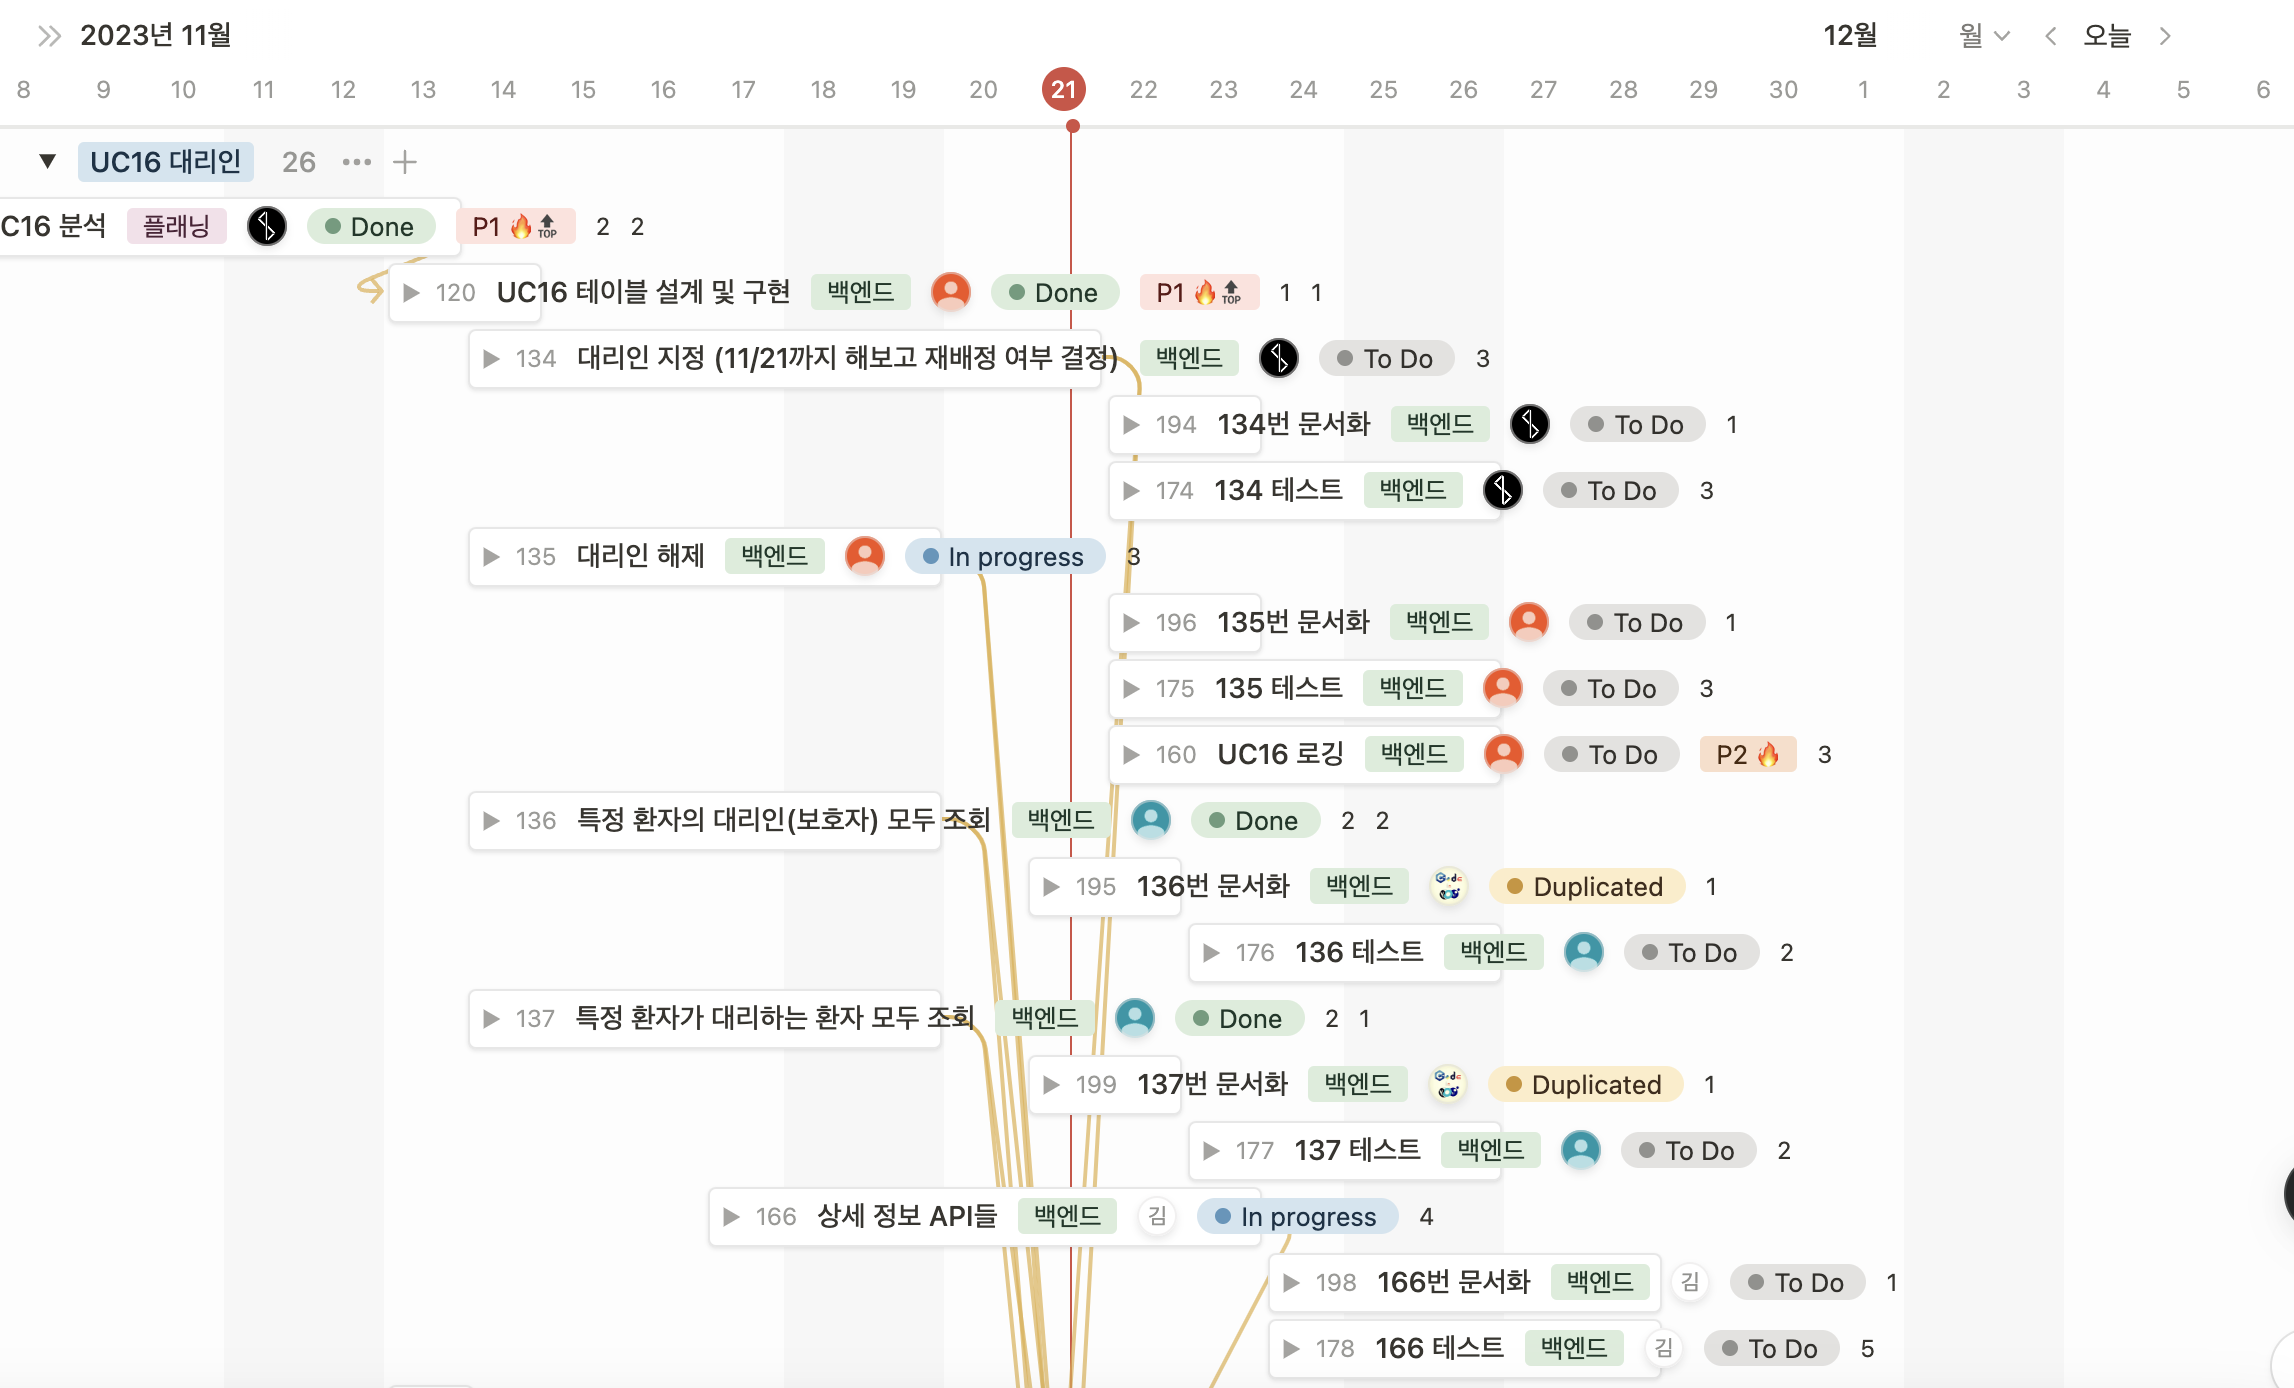 2023년 11월 12월 월 오늘
8 9 10 11 12 13 14 15 16 17 18 19 20 21 22 23 24 25 26 27 28 29 30 1 2 3 4 5 6
UC16 대리인 26
C16 분석 플래닝 Done P1 🔥 TOP 2 2
120 UC16 테이블 설계 및 구현 백엔드 Done P1 🔥 TOP 1 1
134 대리인 지정 (11/21까지 해보고 재배정 여부 결정) 백엔드 To Do 3
194 134번 문서화 백엔드 To Do 1
174 134 테스트 백엔드 To Do 3
135 대리인 해제 백엔드 In progress 3
196 135번 문서화 백엔드 To Do 1
175 135 테스트 백엔드 To Do 3
160 UC16 로깅 백엔드 To Do P2 🔥 3
136 특정 환자의 대리인(보호자) 모두 조회 백엔드 Done 2 2
195 136번 문서화 백엔드 Duplicated 1
176 136 테스트 백엔드 To Do 2
137 특정 환자가 대리하는 환자 모두 조회 백엔드 Done 2 1
199 137번 문서화 백엔드 Duplicated 1
177 137 테스트 백엔드 To Do 2
166 상세 정보 API들 백엔드 김 In progress 4
198 166번 문서화 백엔드 김 To Do 1
178 166 테스트 백엔드 김 To Do 5